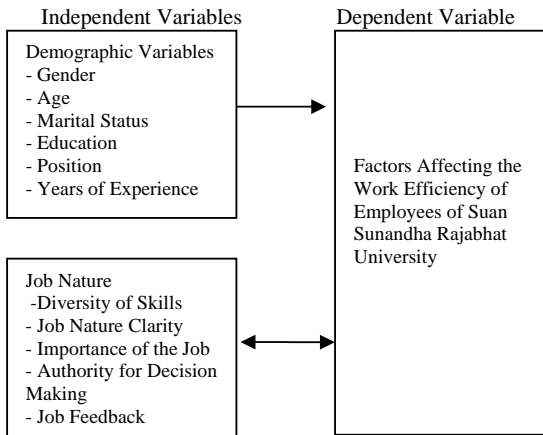 Independent Variables
Demographic Variables
- Gender
- Age
- Marital Status
- Education
- Position
- Years of Experience
Job Nature
-Diversity of Skills
- Job Nature Clarity
- Importance of the Job
- Authority for Decision
Making
- Job Feedback
Dependent Variable
Factors Affecting the
Work Efficiency of
Employees of Suan
Sunandha Rajabhat
University